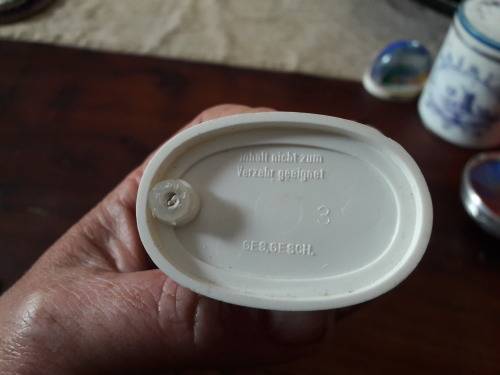 Inhalt nicht zum
Verzehr geeignet
3
GES.GESCH.